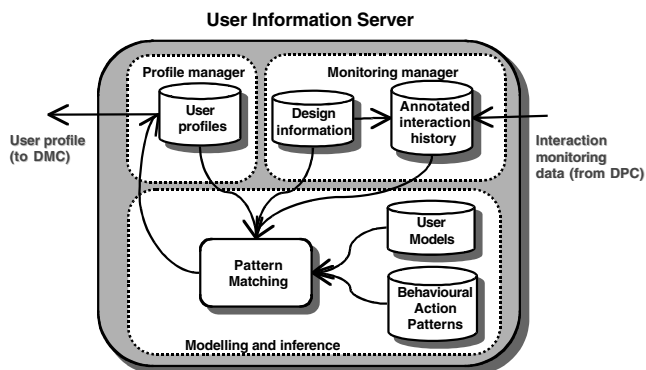 User Information Server
Profile manager
Monitoring manager
User
profiles
Design
information
Annotated
interaction
history
User profile
(to DMC)
Interaction
monitoring
data (from DPC)
Pattern
Matching
User
Models
Behavioural
Action
Patterns
Modelling and inference